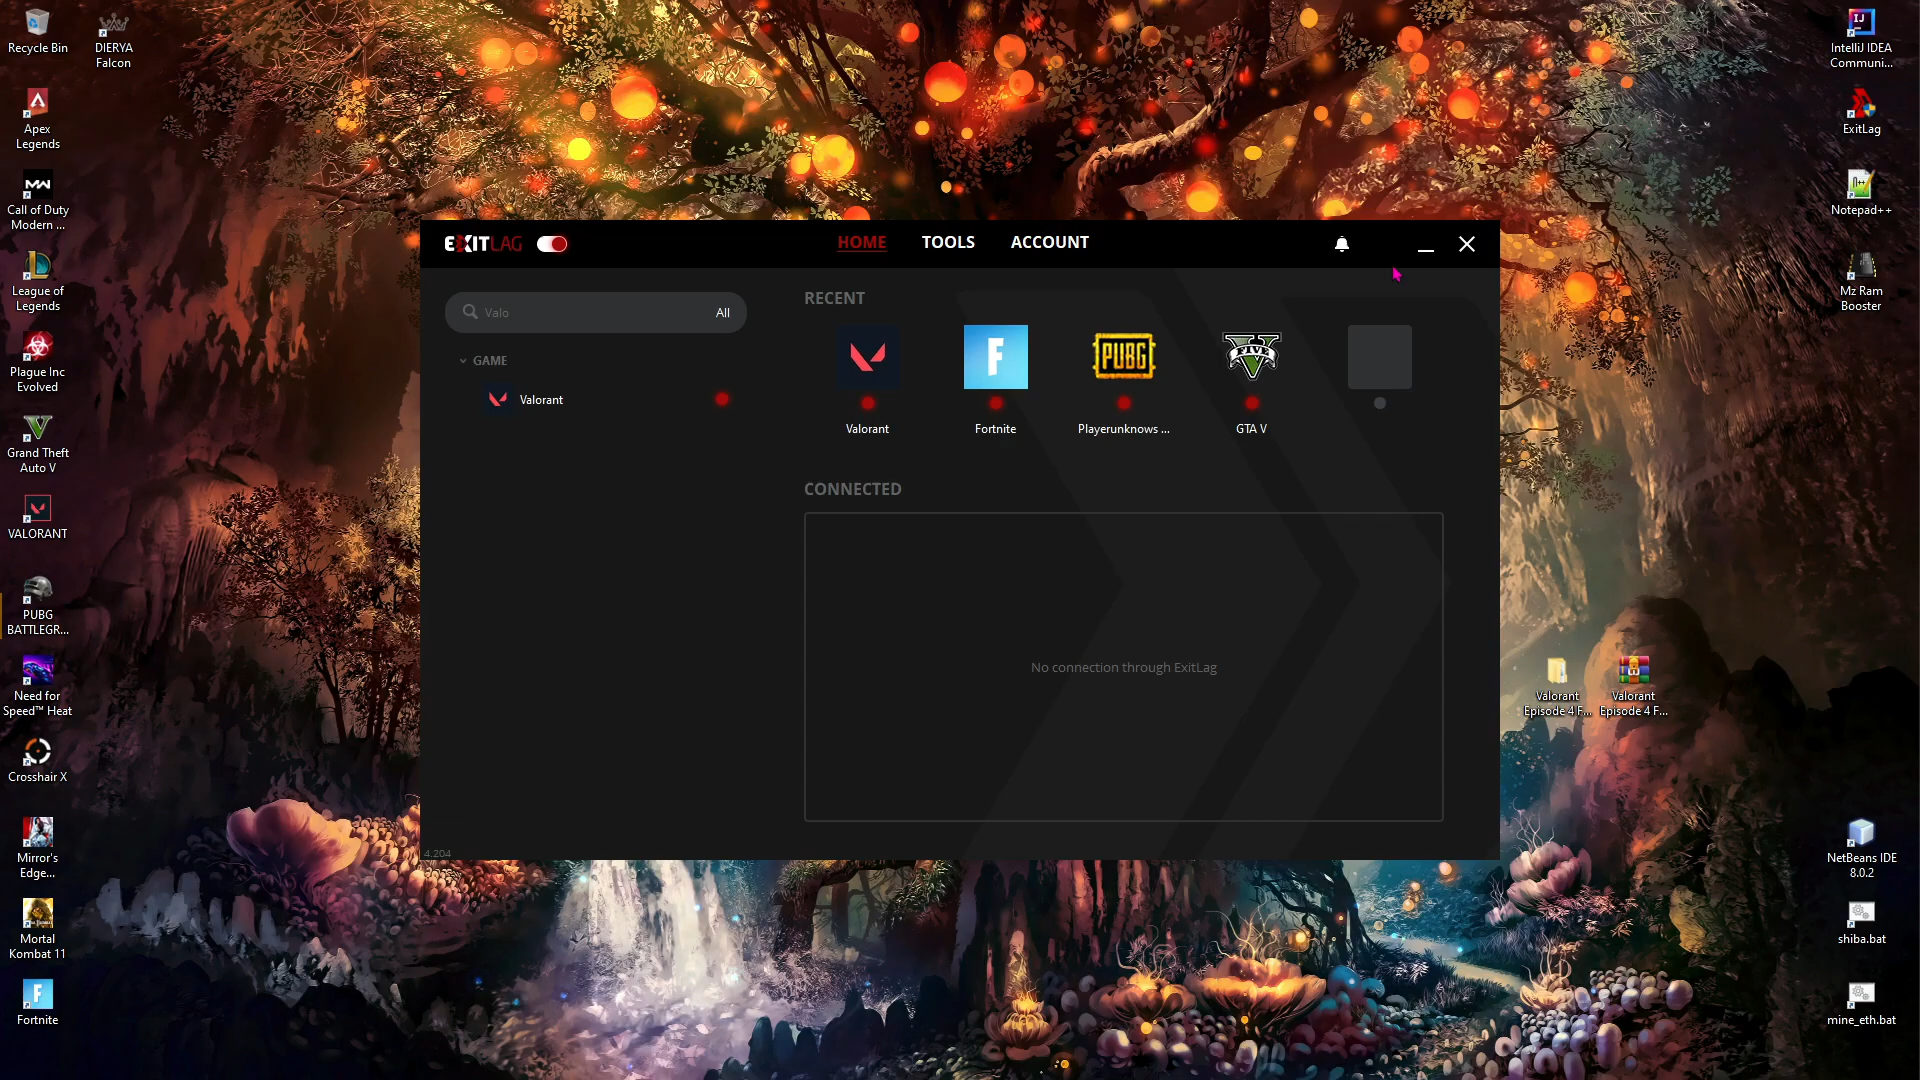 Recycle Bin
DIERYA
Falcon
Apex
Legends
Call of Duty
Modern ...
League of
Legends
Plague Inc
Evolved
Grand Theft
Auto V
VALORANT
PUBG
BATTLEGR...
Need for
Speed™ Heat
Crosshair X
Mirror's
Edge...
Mortal
Kombat 11
Fortnite
EXITLAG
HOME
TOOLS
ACCOUNT
Valo
All
GAME
Valorant
RECENT
F
PUBG
FIVE
Valorant
Fortnite
Playerunknows ...
GTA V
CONNECTED
No connection through ExitLag
4.204
Valorant
Episode 4 F...
Valorant
Episode 4 F...
IntelliJ IDEA
Communi...
ExitLag
Notepad++
Mz Ram
Booster
NetBeans IDE
8.0.2
shiba.bat
mine_eth.bat